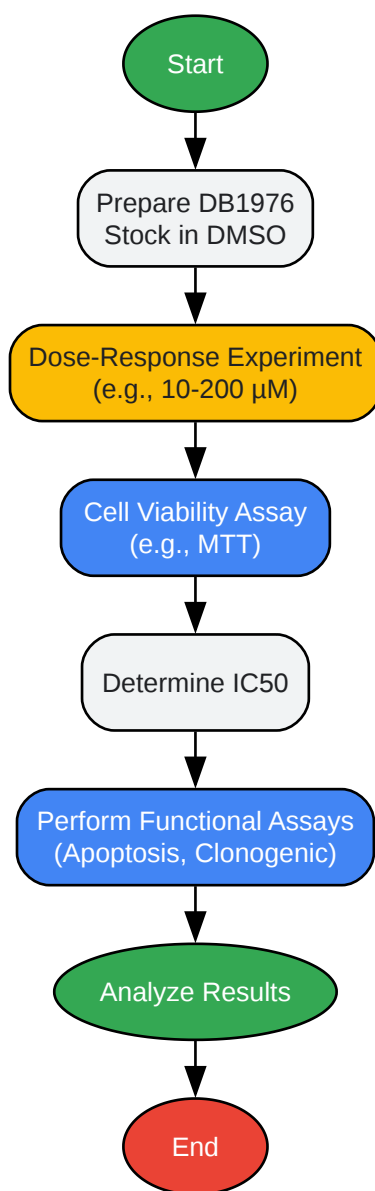 Start
Prepare DB1976
Stock in DMSO
Dose-Response Experiment
(e.g., 10-200 µM)
Cell Viability Assay
(e.g., MTT)
Determine IC50
Perform Functional Assays
(Apoptosis, Clonogenic)
Analyze Results
End